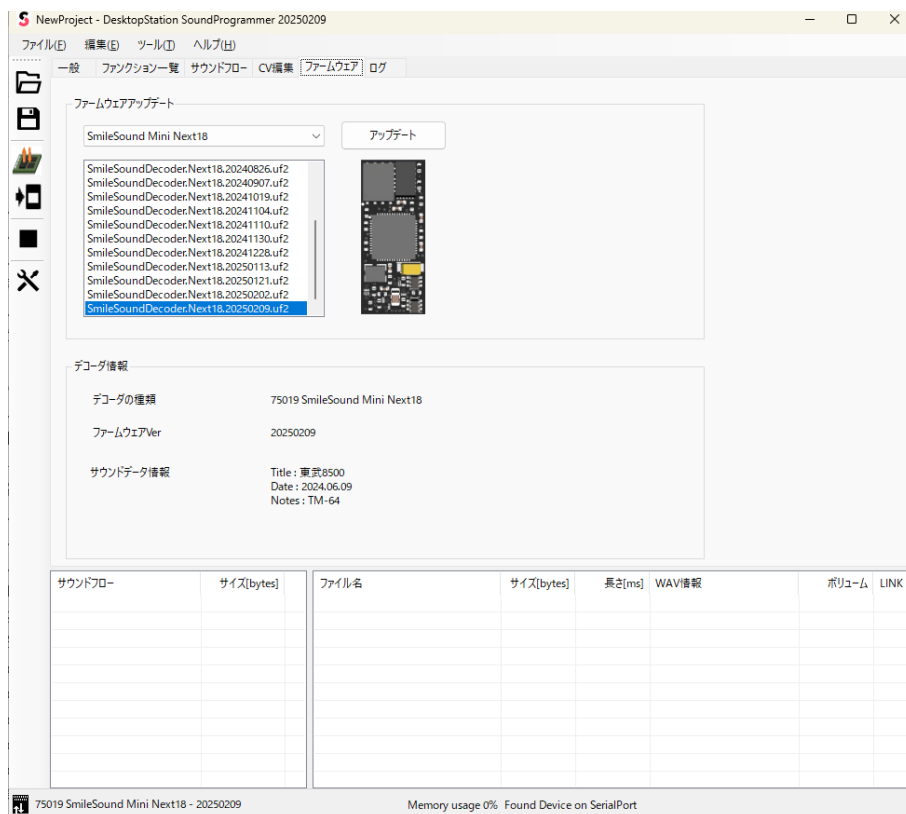 NewProject - DesktopStation SoundProgrammer 20250209
ファイル(F) 編集(E) ツール(T) ヘルプ(H)
一般 ファンクション一覧 サウンドフロー CV編集 ファームウェア ログ
ファームウェアアップデート
SmileSound Mini Next18 アップデート
SmileSoundDecoder.Next18.20240826.uf2
SmileSoundDecoder.Next18.20240907.uf2
SmileSoundDecoder.Next18.20241019.uf2
SmileSoundDecoder.Next18.20241104.uf2
SmileSoundDecoder.Next18.20241110.uf2
SmileSoundDecoder.Next18.20241130.uf2
SmileSoundDecoder.Next18.20241228.uf2
SmileSoundDecoder.Next18.20250113.uf2
SmileSoundDecoder.Next18.20250121.uf2
SmileSoundDecoder.Next18.20250202.uf2
SmileSoundDecoder.Next18.20250209.uf2
デコーダ情報
デコーダの種類 75019 SmileSound Mini Next18
ファームウェアVer 20250209
サウンドデータ情報 Title : 東武8500
Date : 2024.06.09
Notes : TM-64
サウンドフロー サイズ[bytes] ファイル名 サイズ[bytes] 長さ[ms] WAV情報 ボリューム LINK
75019 SmileSound Mini Next18 - 20250209 Memory usage 0% Found Device on SerialPort